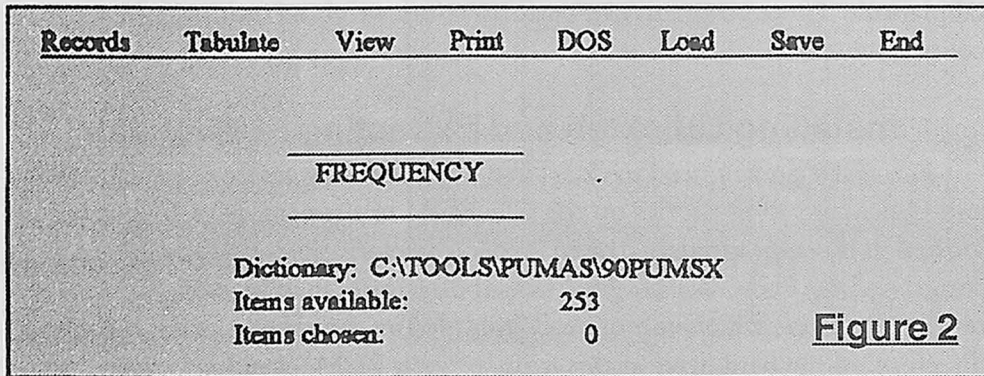 Records Tabulate View Print DOS Load Save End
FREQUENCY
Dictionary: C:\TOOLS\PUMAS\90PUMSX
Items available: 253
Items chosen: 0
Figure 2